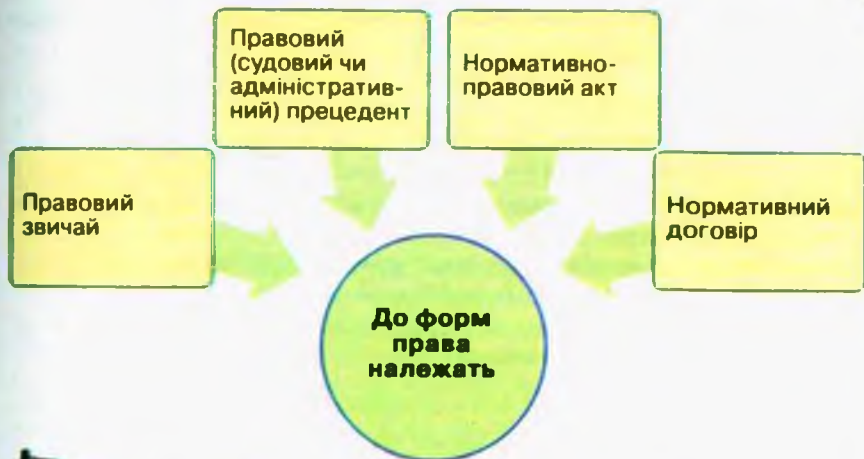 Правовий
(судовий чи
адміністратив-
ний) прецедент
Нормативно-
правовий акт
Правовий
звичай
Нормативний
договір
До форм
права
належать